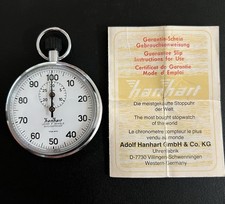 100
10
90
20
80
30
70
40
60
50
hanhart
Garantie-Schein
Gebrauchsanweisung
Guarantee Slip
Instructions for Use
Certificat de Garantie
Mode d'Emploi
hanhart
Die meistgekaufte Stoppuhr
der Welt
The most bought stopwatch
of the world
Le chronomètre compteur le plus
vendu au monde
Adolf Hanhart GmbH & Co. KG
Uhrenfabrik
D-7730 Villingen-Schwenningen
Western Germany